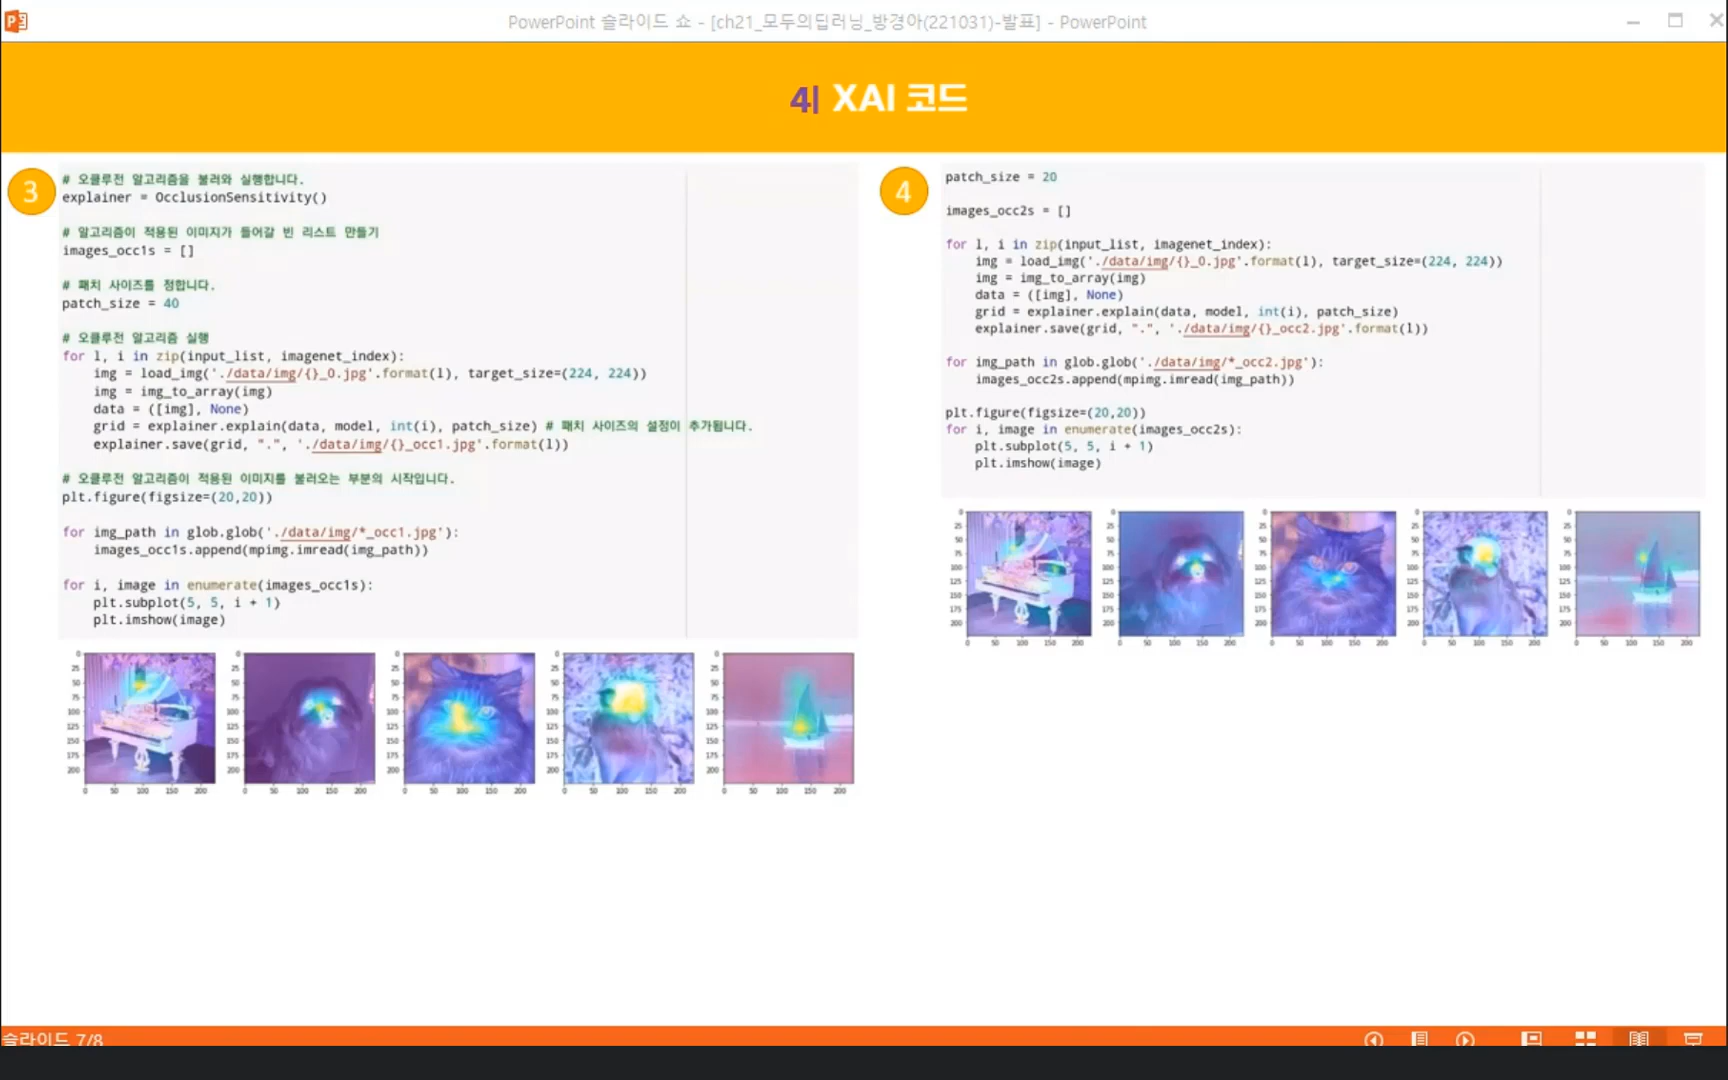 PowerPoint 슬라이드 쇼 - [ch21_모두의딥러닝_방경아(221031)-발표] - PowerPoint
4| XAI 코드
3
# 오클루전 알고리즘을 불러와 실행합니다.
explainer = OcclusionSensitivity()
# 알고리즘이 적용된 이미지가 들어갈 빈 리스트 만들기
images_occ1s = []
# 패치 사이즈를 정합니다.
patch_size = 40
# 오클루전 알고리즘 실행
for l, i in zip(input_list, imagenet_index):
    img = load_img('./data/img/{}_0.jpg'.format(l), target_size=(224, 224))
    img = img_to_array(img)
    data = ([img], None)
    grid = explainer.explain(data, model, int(i), patch_size) # 패치 사이즈의 설정이 추가됩니다.
    explainer.save(grid, ".", './data/img/{}_occ1.jpg'.format(l))
# 오클루전 알고리즘이 적용된 이미지를 불러오는 부분의 시작입니다.
plt.figure(figsize=(20,20))
for img_path in glob.glob('./data/img/*_occ1.jpg'):
    images_occ1s.append(mpimg.imread(img_path))
for i, image in enumerate(images_occ1s):
    plt.subplot(5, 5, i + 1)
    plt.imshow(image)
4
patch_size = 20
images_occ2s = []
for l, i in zip(input_list, imagenet_index):
    img = load_img('./data/img/{}_0.jpg'.format(l), target_size=(224, 224))
    img = img_to_array(img)
    data = ([img], None)
    grid = explainer.explain(data, model, int(i), patch_size)
    explainer.save(grid, ".", './data/img/{}_occ2.jpg'.format(l))
for img_path in glob.glob('./data/img/*_occ2.jpg'):
    images_occ2s.append(mpimg.imread(img_path))
plt.figure(figsize=(20,20))
for i, image in enumerate(images_occ2s):
    plt.subplot(5, 5, i + 1)
    plt.imshow(image)
슬라이드 7/8